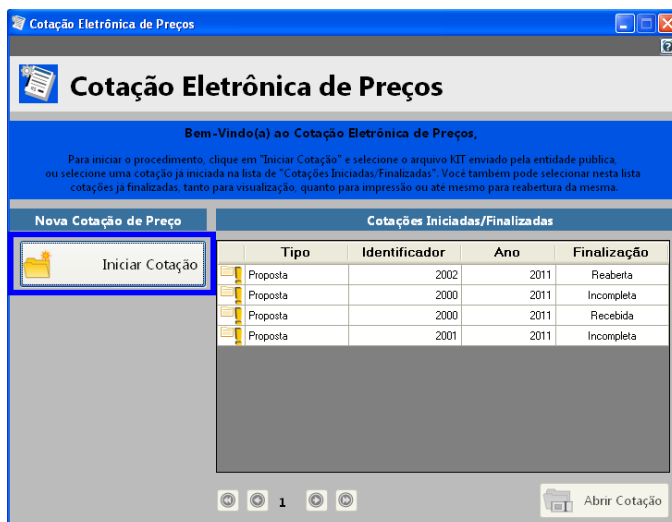 Cotação Eletrônica de Preços
Cotação Eletrônica de Preços
Bem-Vindo(a) ao Cotação Eletrônica de Preços,
Para iniciar o procedimento, clique em "Iniciar Cotação" e selecione o arquivo KIT enviado pela entidade publica,
ou selecione uma cotação já iniciada na lista de "Cotações Iniciadas/Finalizadas". Você tambem pode selecionar nesta lista
cotações já finalizadas, tanto para visualização, quanto para impressão ou até mesmo para reabertura da mesma.
Nova Cotação de Preço
Cotações Iniciadas/Finalizadas
Iniciar Cotação
Tipo Identificador Ano Finalização
Proposta 2002 2011 Reaberta
Proposta 2000 2011 Incompleta
Proposta 2000 2011 Recebida
Proposta 2001 2011 Incompleta
1
Abrir Cotação